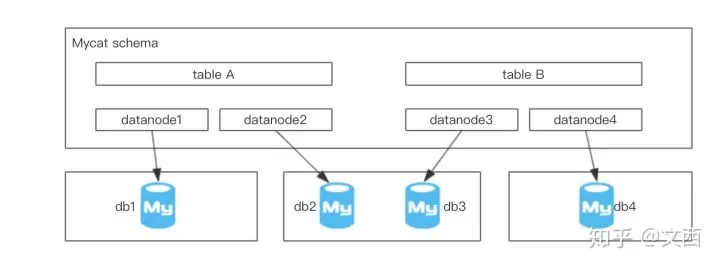 Mycat schema
table A
table B
datanode1
datanode2
datanode3
datanode4
db1
My
db2
My
My
db3
My
db4
知乎 @文西